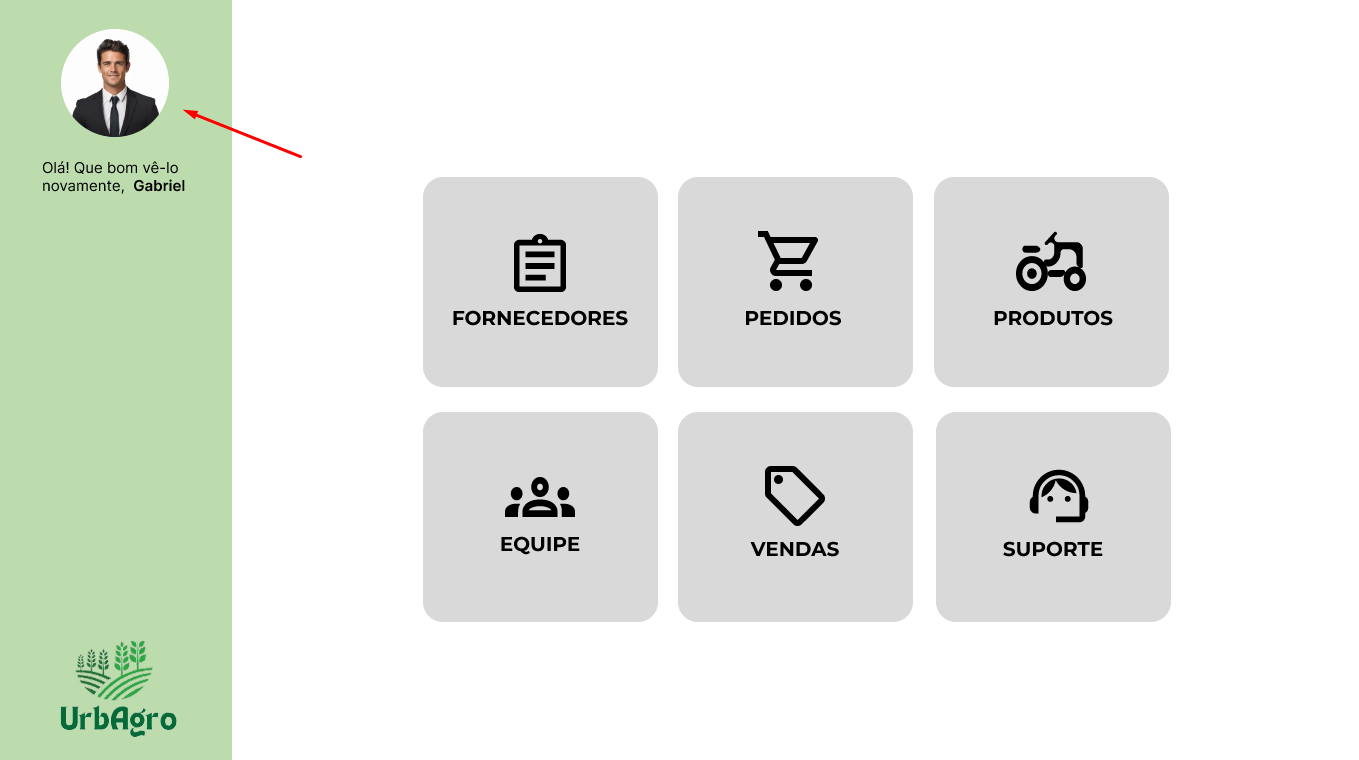 Olá! Que bom vê-lo
novamente, Gabriel
FORNECEDORES
PEDIDOS
PRODUTOS
EQUIPE
VENDAS
SUPORTE
UrbAgro